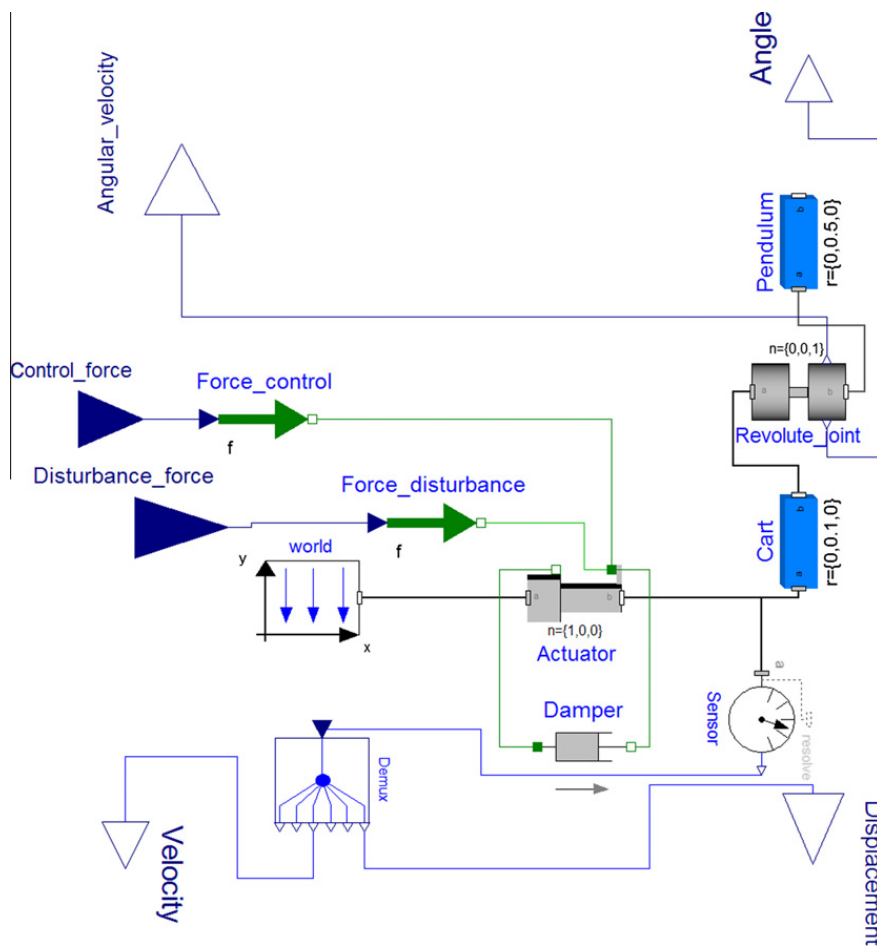 Angle
Angular_velocity
Pendulum
b
a
r={0,0.5,0}
n={0,0,1}
a
b
Revolute_joint
Control_force
Force_control
f
Disturbance_force
Force_disturbance
f
world
y
x
a
b
n={1,0,0}
Actuator
Cart
b
a
r={0,0.1,0}
a
Sensor
resolve
Damper
Demux
Velocity
Displacement